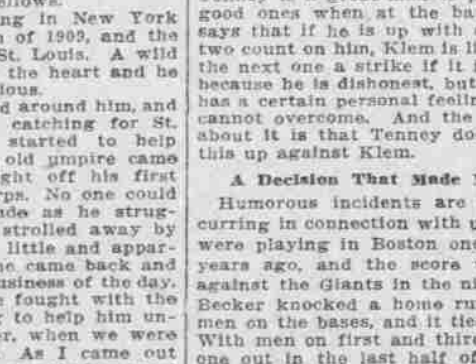 ing in New York
of 1909, and the
St. Louis. A wild
the heart and he
ious.
d around him, and
catching for St.
started to help
old umpire came
ght off his first
rps. No one could
de as he strug-
strolled away by
little and appar-
e came back and
usiness of the day.
e fought with the
g to help him un-
er, when we were
As I came out
good ones when at the ba
says that if he is up with
two count on him, Klem is l
the next one a strike if it i
because he is dishonest, but
has a certain personal feeli
cannot overcome. And the
about it is that Tenney do
this up against Klem.
A Decision That Made
Humorous incidents are
curring in connection with u
were playing in Boston one
years ago, and the score
against the Giants in the ni
Becker knocked a home ru
men on the bases, and it tie
With men on first and thir
one out in the last half o